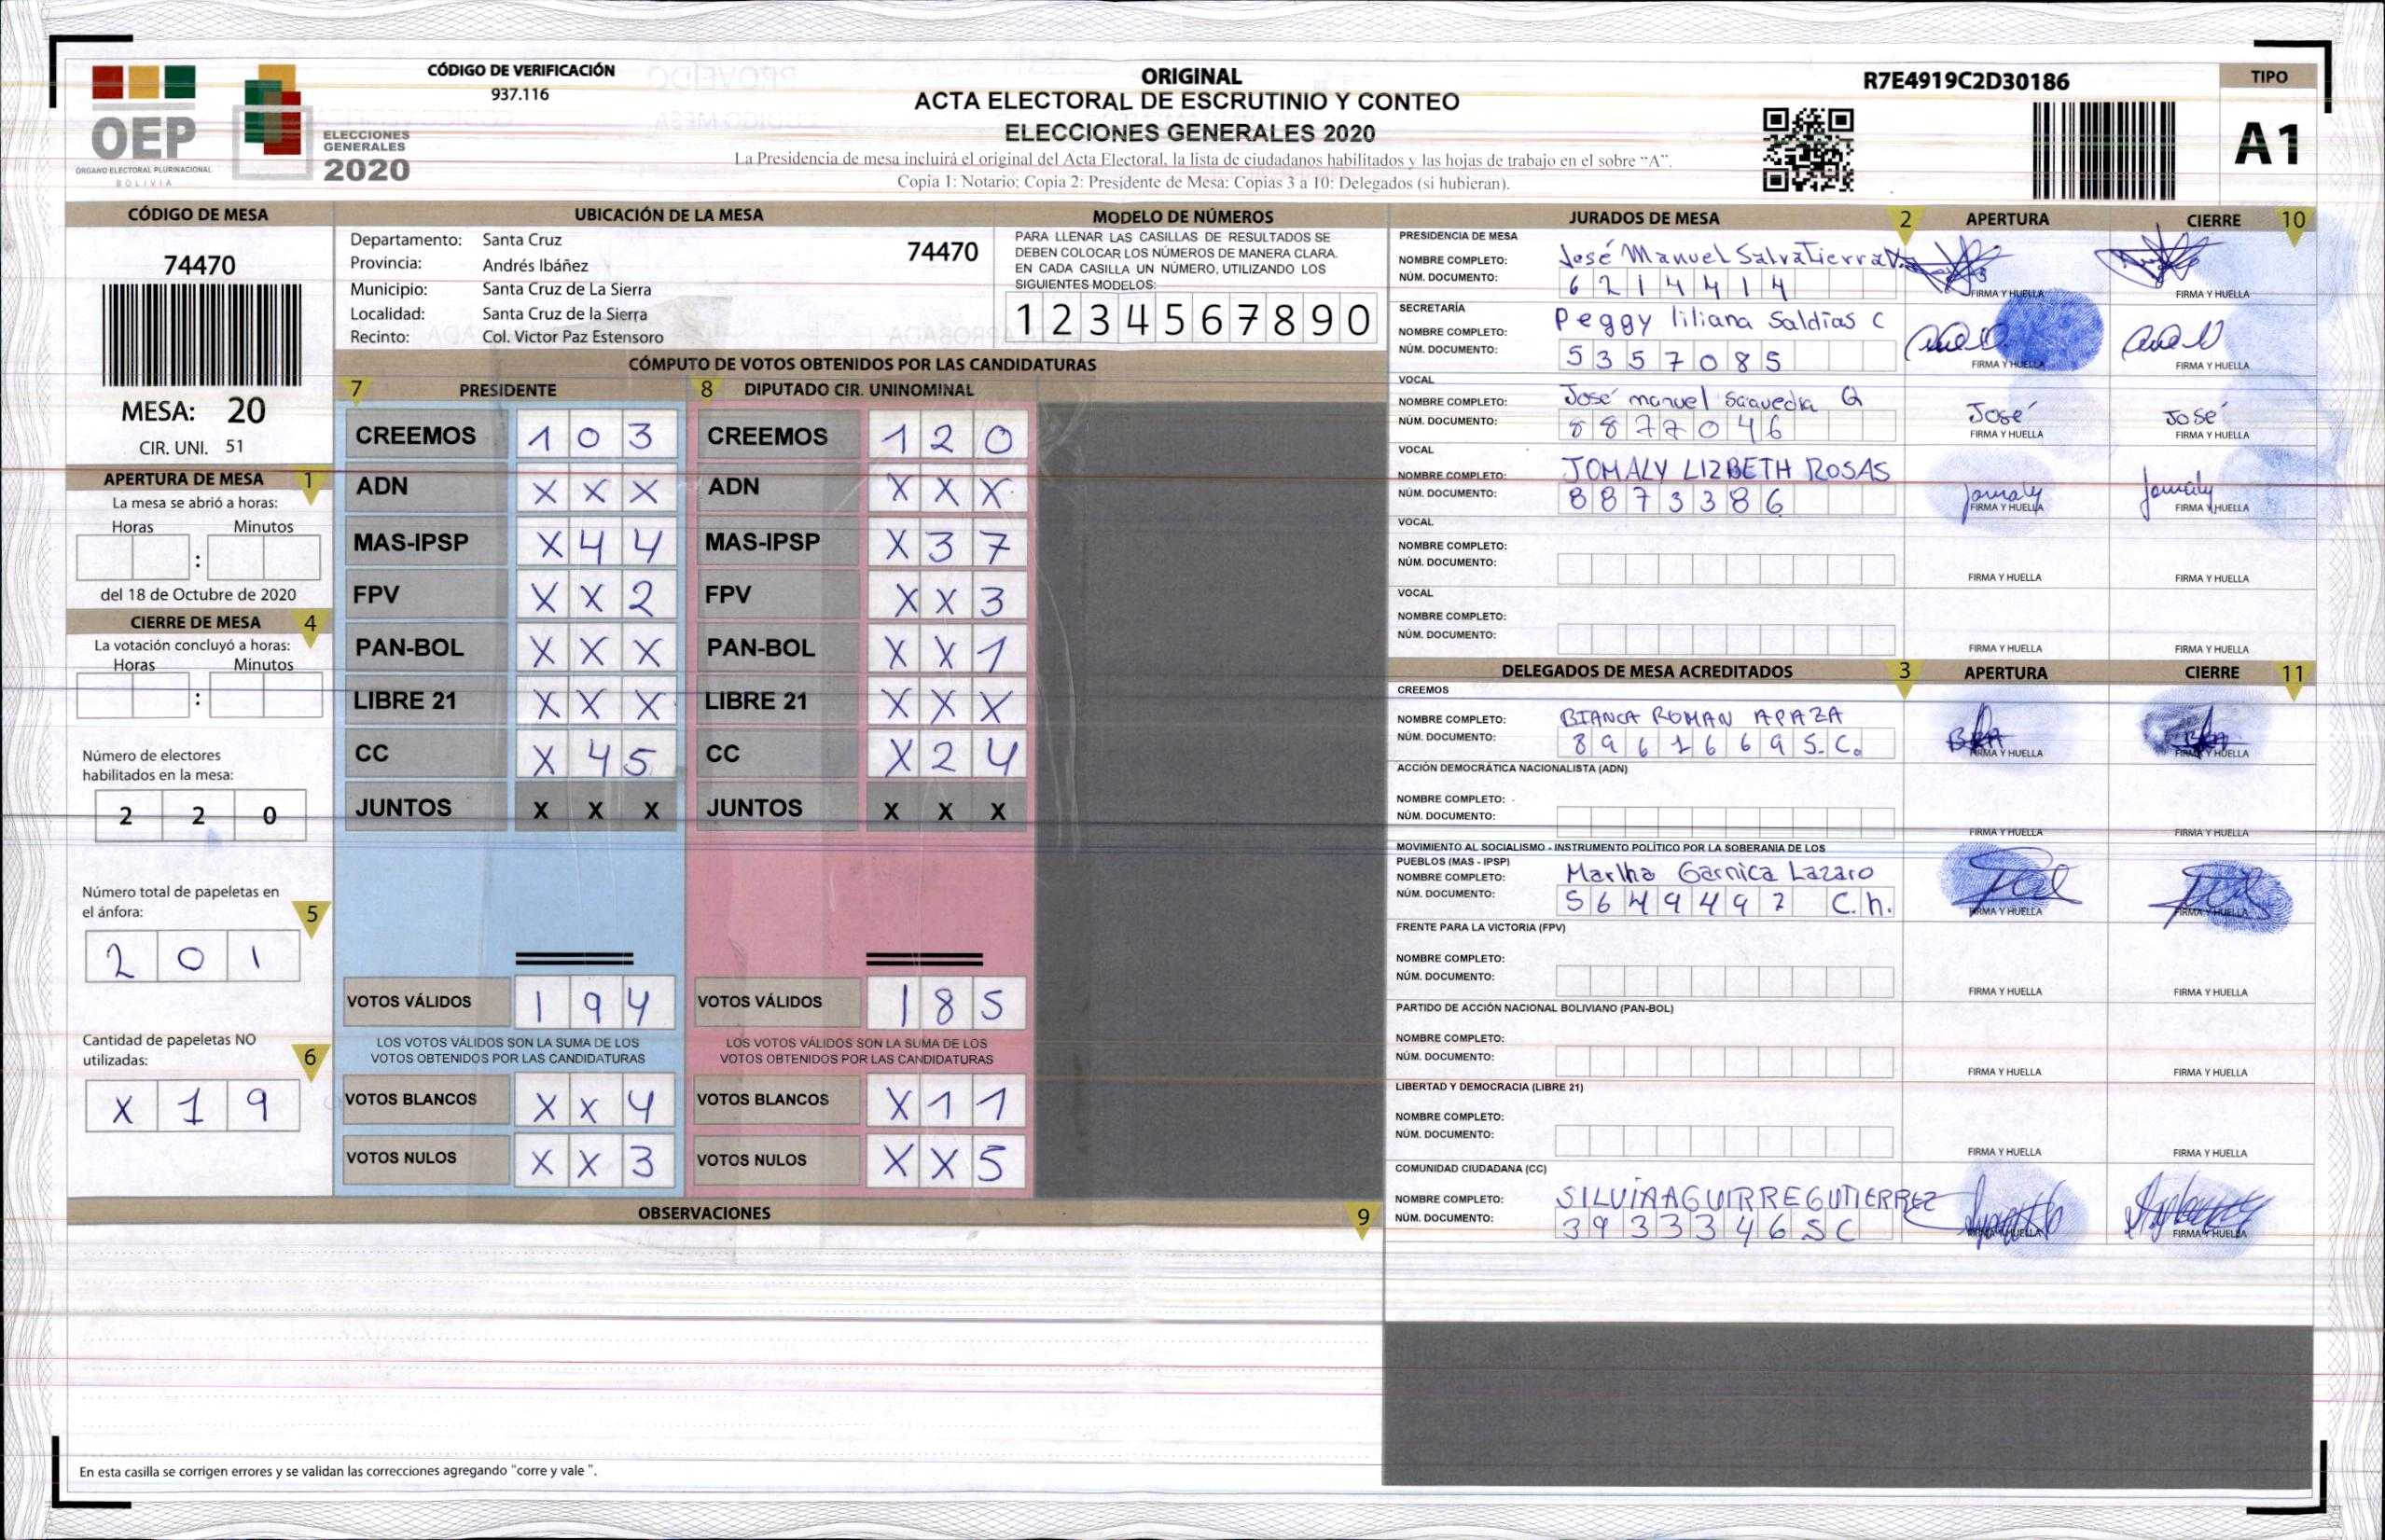 OEP
ÓRGANO ELECTORAL PLURINACIONAL
BOLIVIA
ELECCIONES
GENERALES
2020
CÓDIGO DE VERIFICACIÓN
937.116
ORIGINAL
ACTA ELECTORAL DE ESCRUTINIO Y CONTEO
ELECCIONES GENERALES 2020
La Presidencia de mesa incluirá el original del Acta Electoral, la lista de ciudadanos habilitados y las hojas de trabajo en el sobre "A".
Copia 1: Notario; Copia 2: Presidente de Mesa: Copias 3 a 10: Delegados (si hubieran).
R7E4919C2D30186
TIPO
A1
CÓDIGO DE MESA
74470
MESA: 20
CIR. UNI. 51
APERTURA DE MESA 1
La mesa se abrió a horas:
Horas Minutos
:
del 18 de Octubre de 2020
CIERRE DE MESA 4
La votación concluyó a horas:
Horas Minutos
:
Número de electores
habilitados en la mesa:
2 2 0
Número total de papeletas en
el ánfora: 5
2 0 1
Cantidad de papeletas NO
utilizadas: 6
X 1 9
UBICACIÓN DE LA MESA
Departamento: Santa Cruz 74470
Provincia: Andrés Ibáñez
Municipio: Santa Cruz de La Sierra
Localidad: Santa Cruz de la Sierra
Recinto: Col. Victor Paz Estensoro
MODELO DE NÚMEROS
PARA LLENAR LAS CASILLAS DE RESULTADOS SE
DEBEN COLOCAR LOS NÚMEROS DE MANERA CLARA.
EN CADA CASILLA UN NÚMERO, UTILIZANDO LOS
SIGUIENTES MODELOS:
1 2 3 4 5 6 7 8 9 0
CÓMPUTO DE VOTOS OBTENIDOS POR LAS CANDIDATURAS
7 PRESIDENTE
CREEMOS 1 0 3
ADN X X X
MAS-IPSP X 4 4
FPV X X 2
PAN-BOL X X X
LIBRE 21 X X X
CC X 4 5
JUNTOS X X X
VOTOS VÁLIDOS 1 9 4
LOS VOTOS VÁLIDOS SON LA SUMA DE LOS
VOTOS OBTENIDOS POR LAS CANDIDATURAS
VOTOS BLANCOS X X 4
VOTOS NULOS X X 3
8 DIPUTADO CIR. UNINOMINAL
CREEMOS 1 2 0
ADN X X X
MAS-IPSP X 3 7
FPV X X 3
PAN-BOL X X 1
LIBRE 21 X X X
CC X 2 4
JUNTOS X X X
VOTOS VÁLIDOS 1 8 5
LOS VOTOS VÁLIDOS SON LA SUMA DE LOS
VOTOS OBTENIDOS POR LAS CANDIDATURAS
VOTOS BLANCOS X 1 1
VOTOS NULOS X X 5
OBSERVACIONES 9
En esta casilla se corrigen errores y se validan las correcciones agregando "corre y vale ".
JURADOS DE MESA 2 APERTURA CIERRE 10
PRESIDENCIA DE MESA
NOMBRE COMPLETO: José Manuel Salvatierra V.
NÚM. DOCUMENTO: 6 2 1 4 4 1 4
FIRMA Y HUELLA FIRMA Y HUELLA
SECRETARÍA
NOMBRE COMPLETO: Peggy liliana Saldías C
NÚM. DOCUMENTO: 5 3 5 7 0 8 5
FIRMA Y HUELLA FIRMA Y HUELLA
VOCAL
NOMBRE COMPLETO: José manuel Saavedra Q
NÚM. DOCUMENTO: 8 8 7 7 0 4 6
José José
FIRMA Y HUELLA FIRMA Y HUELLA
VOCAL
NOMBRE COMPLETO: JOMALY LIZBETH ROSAS
NÚM. DOCUMENTO: 8 8 7 3 3 8 6
Jomaly Jomaly
FIRMA Y HUELLA FIRMA Y HUELLA
VOCAL
NOMBRE COMPLETO:
NÚM. DOCUMENTO:
FIRMA Y HUELLA FIRMA Y HUELLA
VOCAL
NOMBRE COMPLETO:
NÚM. DOCUMENTO:
FIRMA Y HUELLA FIRMA Y HUELLA
DELEGADOS DE MESA ACREDITADOS 3 APERTURA CIERRE 11
CREEMOS
NOMBRE COMPLETO: BIANCA ROMAN APAZA
NÚM. DOCUMENTO: 8 9 6 1 6 6 9 S. C.
BRA
FIRMA Y HUELLA FIRMA Y HUELLA
ACCIÓN DEMOCRÁTICA NACIONALISTA (ADN)
NOMBRE COMPLETO:
NÚM. DOCUMENTO:
FIRMA Y HUELLA FIRMA Y HUELLA
MOVIMIENTO AL SOCIALISMO - INSTRUMENTO POLÍTICO POR LA SOBERANIA DE LOS
PUEBLOS (MAS - IPSP)
NOMBRE COMPLETO: Martha Garnica Lazaro
NÚM. DOCUMENTO: 5 6 4 9 4 9 7 C. h.
FIRMA Y HUELLA FIRMA Y HUELLA
FRENTE PARA LA VICTORIA (FPV)
NOMBRE COMPLETO:
NÚM. DOCUMENTO:
FIRMA Y HUELLA FIRMA Y HUELLA
PARTIDO DE ACCIÓN NACIONAL BOLIVIANO (PAN-BOL)
NOMBRE COMPLETO:
NÚM. DOCUMENTO:
FIRMA Y HUELLA FIRMA Y HUELLA
LIBERTAD Y DEMOCRACIA (LIBRE 21)
NOMBRE COMPLETO:
NÚM. DOCUMENTO:
FIRMA Y HUELLA FIRMA Y HUELLA
COMUNIDAD CIUDADANA (CC)
NOMBRE COMPLETO: SILVIA AGUIRRE GUTIERREZ
NÚM. DOCUMENTO: 3 9 3 3 3 4 6 S C
FIRMA Y HUELLA FIRMA Y HUELLA